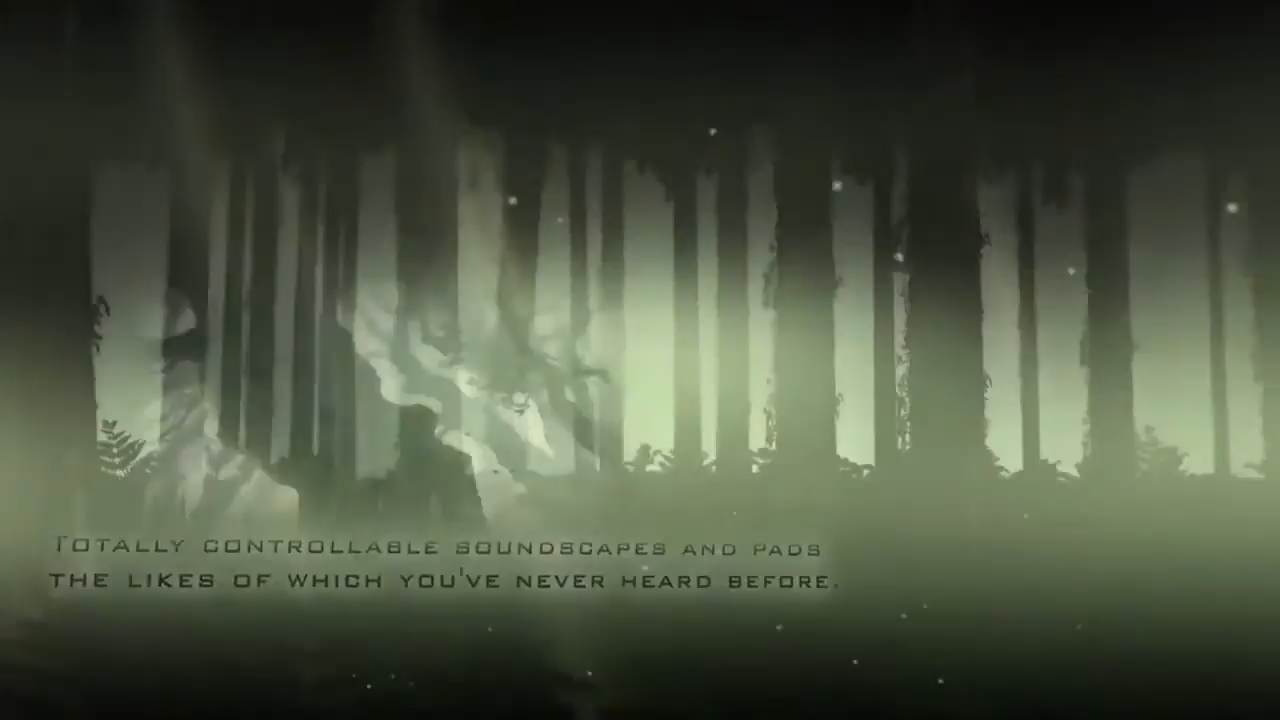 Totally controllable soundscapes and pads
the likes of which you've never heard before.